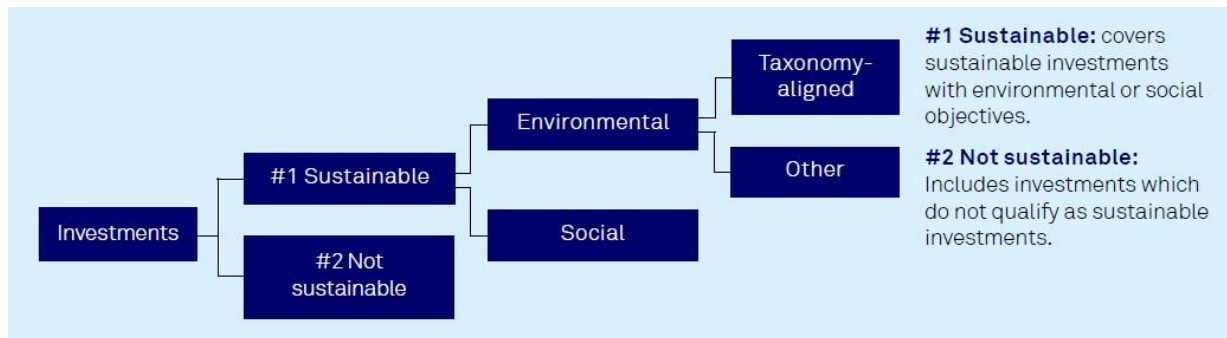 Investments
#1 Sustainable
#2 Not
sustainable
Environmental
Social
Taxonomy-
aligned
Other
#1 Sustainable: covers
sustainable investments
with environmental or social
objectives.
#2 Not sustainable:
Includes investments which
do not qualify as sustainable
investments.